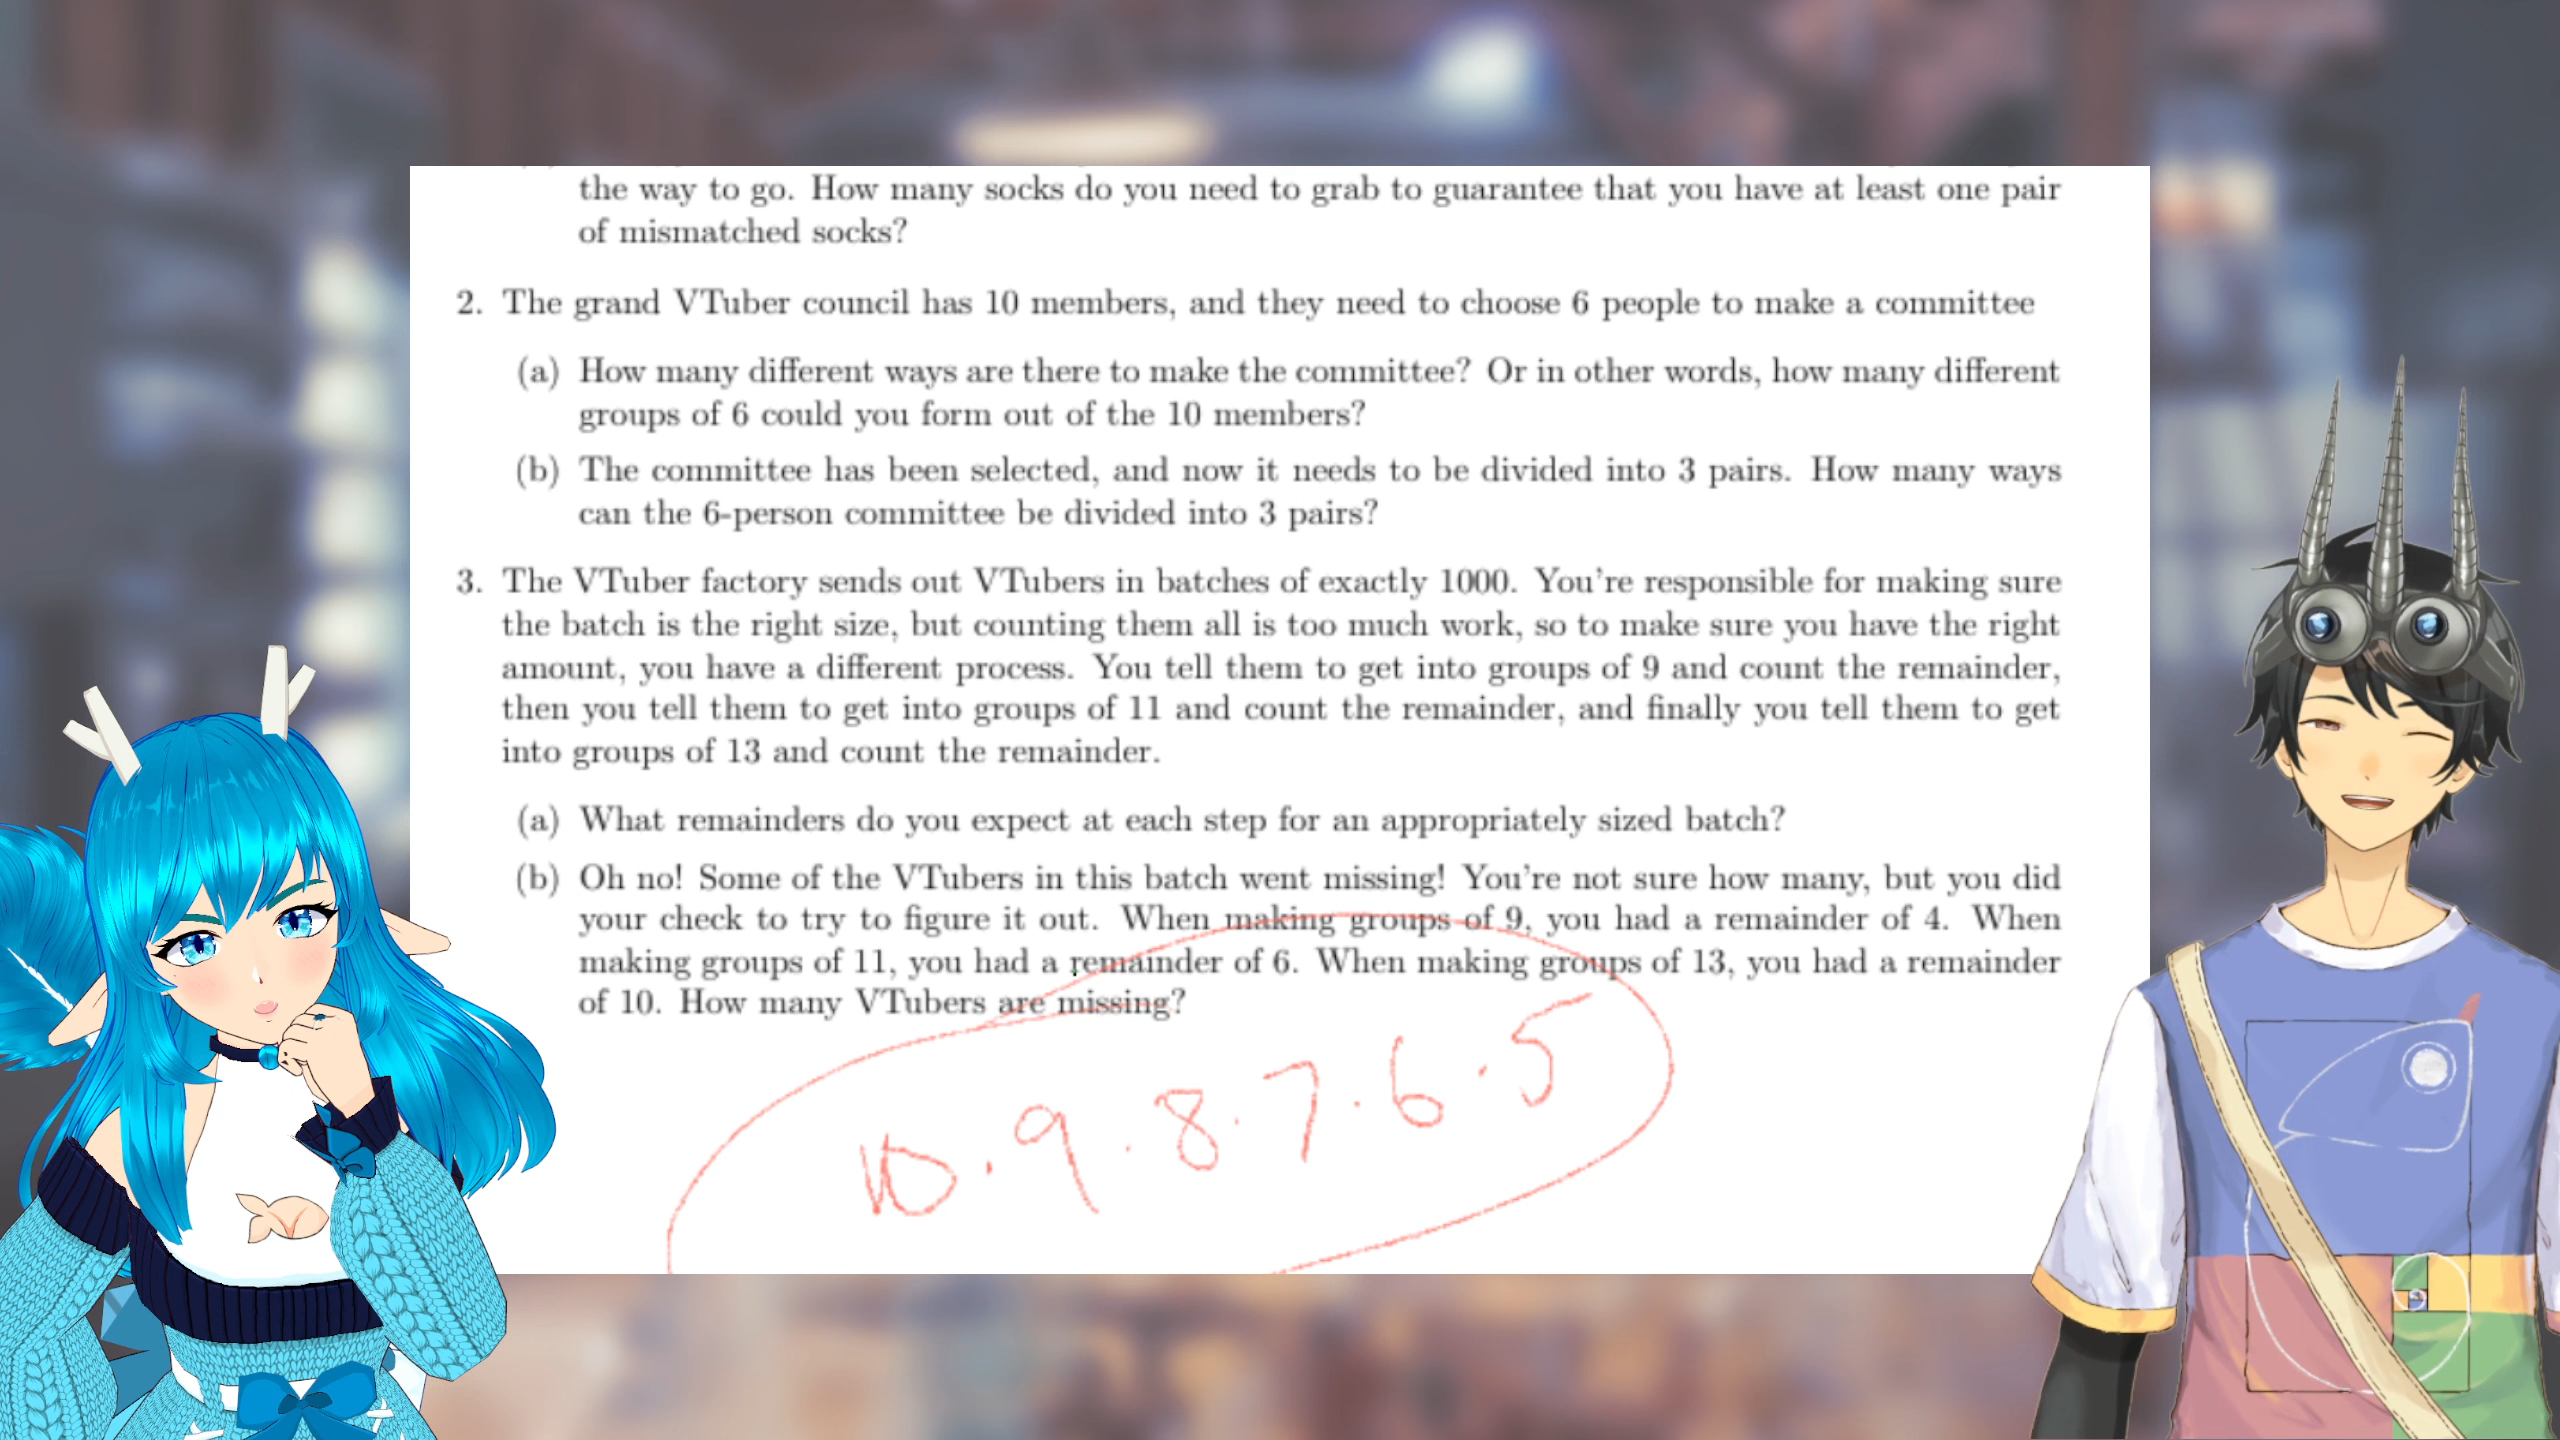 the way to go. How many socks do you need to grab to guarantee that you have at least one pair
of mismatched socks?
2. The grand VTuber council has 10 members, and they need to choose 6 people to make a committee
(a) How many different ways are there to make the committee? Or in other words, how many different
groups of 6 could you form out of the 10 members?
(b) The committee has been selected, and now it needs to be divided into 3 pairs. How many ways
can the 6-person committee be divided into 3 pairs?
3. The VTuber factory sends out VTubers in batches of exactly 1000. You're responsible for making sure
the batch is the right size, but counting them all is too much work, so to make sure you have the right
amount, you have a different process. You tell them to get into groups of 9 and count the remainder,
then you tell them to get into groups of 11 and count the remainder, and finally you tell them to get
into groups of 13 and count the remainder.
(a) What remainders do you expect at each step for an appropriately sized batch?
(b) Oh no! Some of the VTubers in this batch went missing! You're not sure how many, but you did
your check to try to figure it out. When making groups of 9, you had a remainder of 4. When
making groups of 11, you had a remainder of 6. When making groups of 13, you had a remainder
of 10. How many VTubers are missing?
10 · 9 · 8 · 7 · 6 · 5